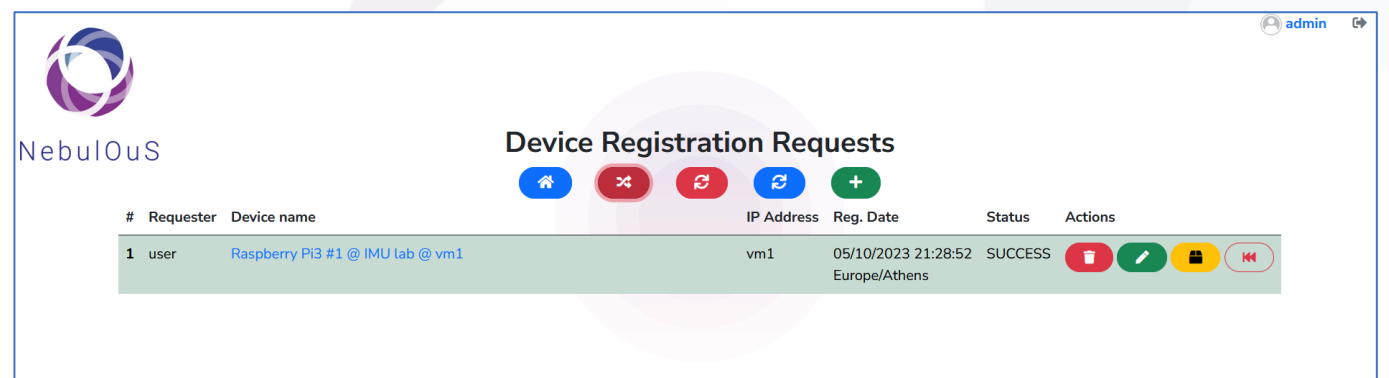 admin
NebulOuS
Device Registration Requests
# Requester Device name IP Address Reg. Date Status Actions
1 user Raspberry Pi3 #1 @ IMU lab @ vm1 vm1 05/10/2023 21:28:52 SUCCESS
Europe/Athens